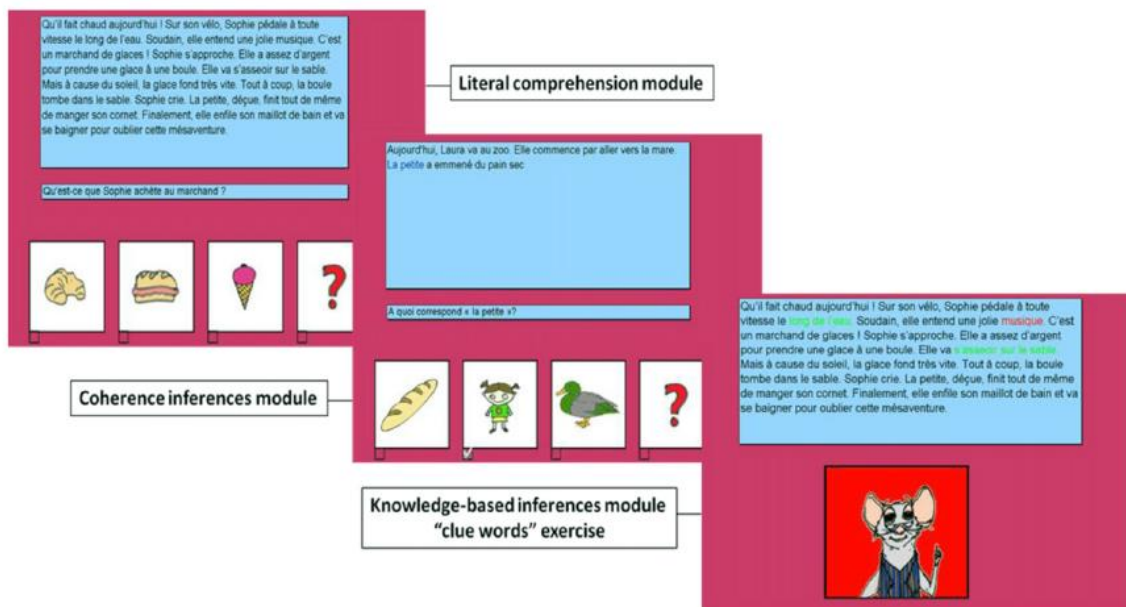 Qu'il fait chaud aujourd'hui ! Sur son vélo, Sophie pédale à toute
vitesse le long de l'eau. Soudain, elle entend une jolie musique. C'est
un marchand de glaces ! Sophie s'approche. Elle a assez d'argent
pour prendre une glace à une boule. Elle va s'asseoir sur le sable.
Mais à cause du soleil, la glace fond très vite. Tout à coup, la boule
tombe dans le sable. Sophie crie. La petite, déçue, finit tout de même
de manger son cornet. Finalement, elle enfile son maillot de bain et va
se baigner pour oublier cette mésaventure.
Qu'est-ce que Sophie achète au marchand ?
?
Literal comprehension module
Aujourd'hui, Laura va au zoo. Elle commence par aller vers la mare.
La petite a emmené du pain sec
A quoi correspond « la petite »?
?
Coherence inferences module
Qu'il fait chaud aujourd'hui ! Sur son vélo, Sophie pédale à toute
vitesse le long de l'eau. Soudain, elle entend une jolie musique. C'est
un marchand de glaces ! Sophie s'approche. Elle a assez d'argent
pour prendre une glace à une boule. Elle va s'asseoir sur le sable.
Mais à cause du soleil, la glace fond très vite. Tout à coup, la boule
tombe dans le sable. Sophie crie. La petite, déçue, finit tout de même
de manger son cornet. Finalement, elle enfile son maillot de bain et va
se baigner pour oublier cette mésaventure.
Knowledge-based inferences module
"clue words" exercise